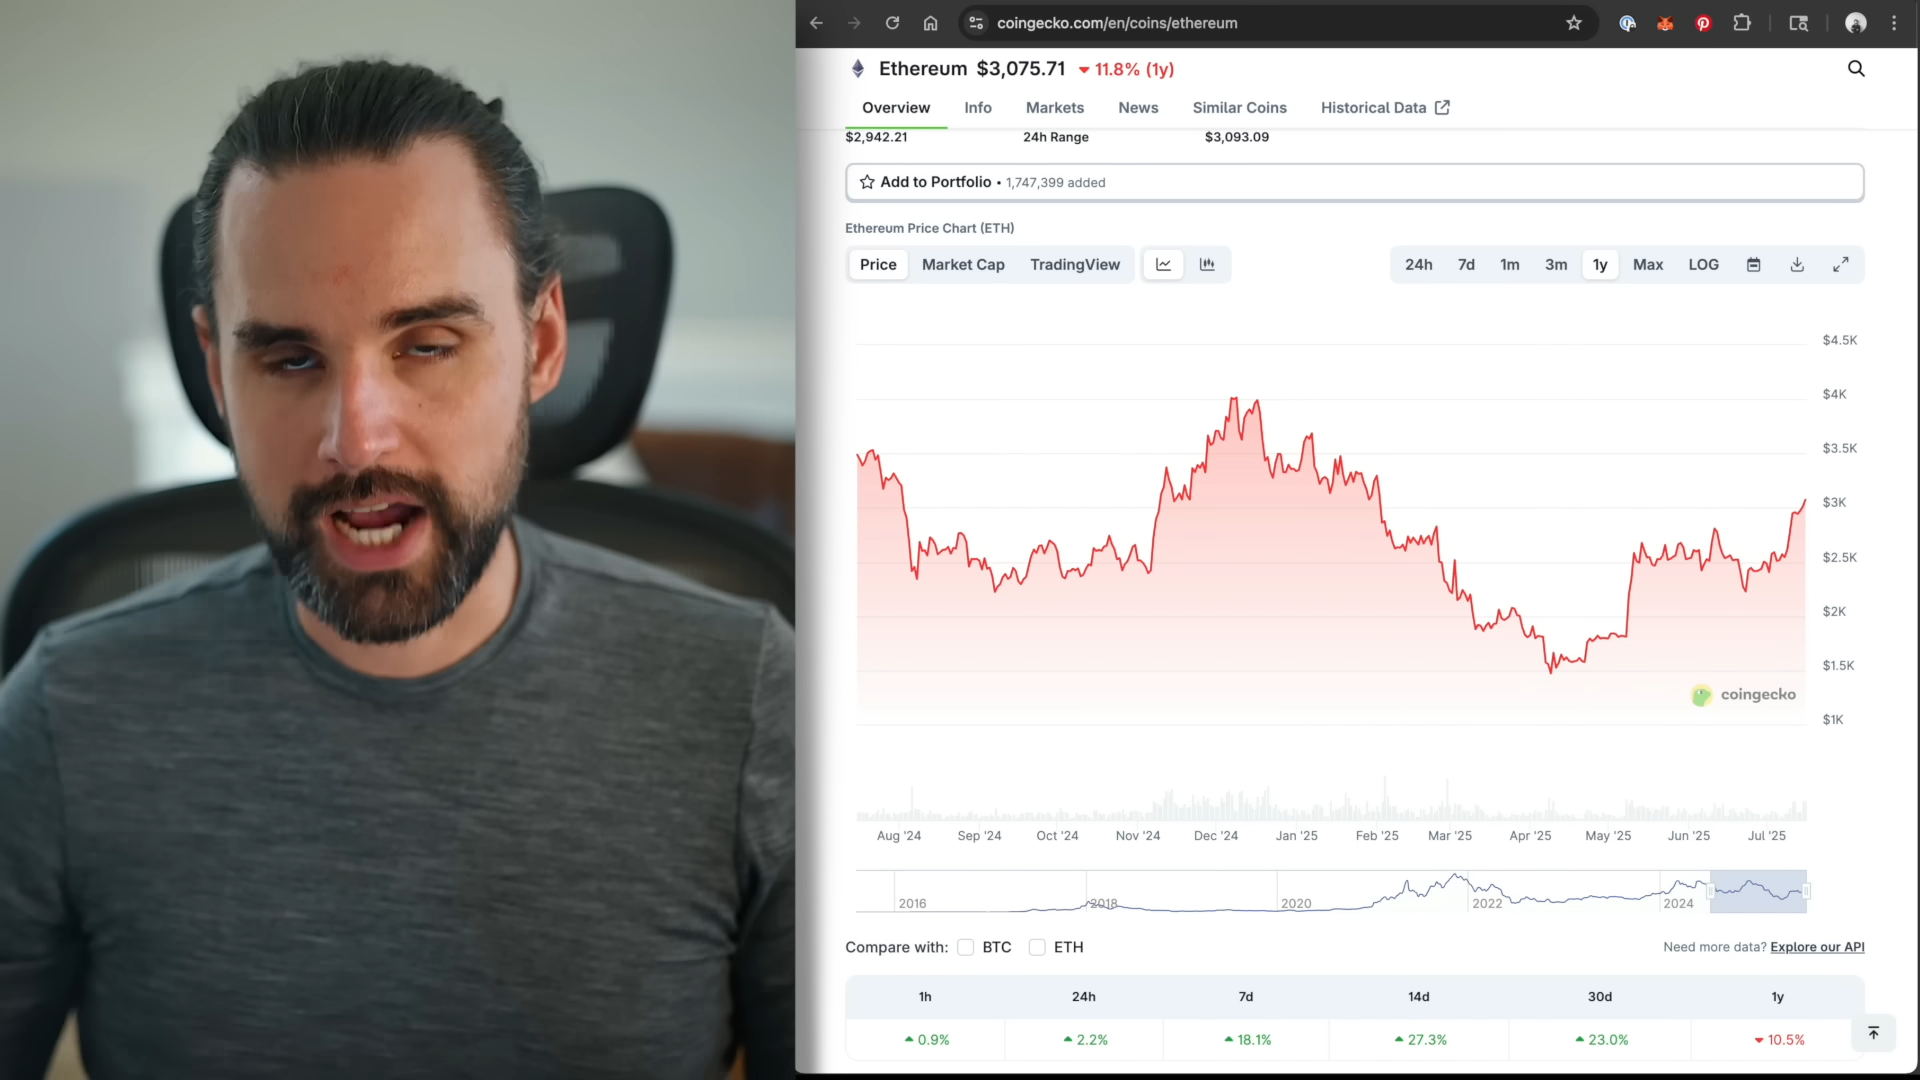 coingecko.com/en/coins/ethereum
Ethereum $3,075.71 11.8% (1y)
Overview Info Markets News Similar Coins Historical Data
$2,942.21 24h Range $3,093.09
Add to Portfolio • 1,747,399 added
Ethereum Price Chart (ETH)
Price Market Cap TradingView 24h 7d 1m 3m 1y Max LOG
$4.5K
$4K
$3.5K
$3K
$2.5K
$2K
$1.5K
coingecko
$1K
Aug '24 Sep '24 Oct '24 Nov '24 Dec '24 Jan '25 Feb '25 Mar '25 Apr '25 May '25 Jun '25 Jul '25
2016 2018 2020 2022 2024
Compare with: BTC ETH Need more data? Explore our API
1h 24h 7d 14d 30d 1y
0.9% 2.2% 18.1% 27.3% 23.0% 10.5%